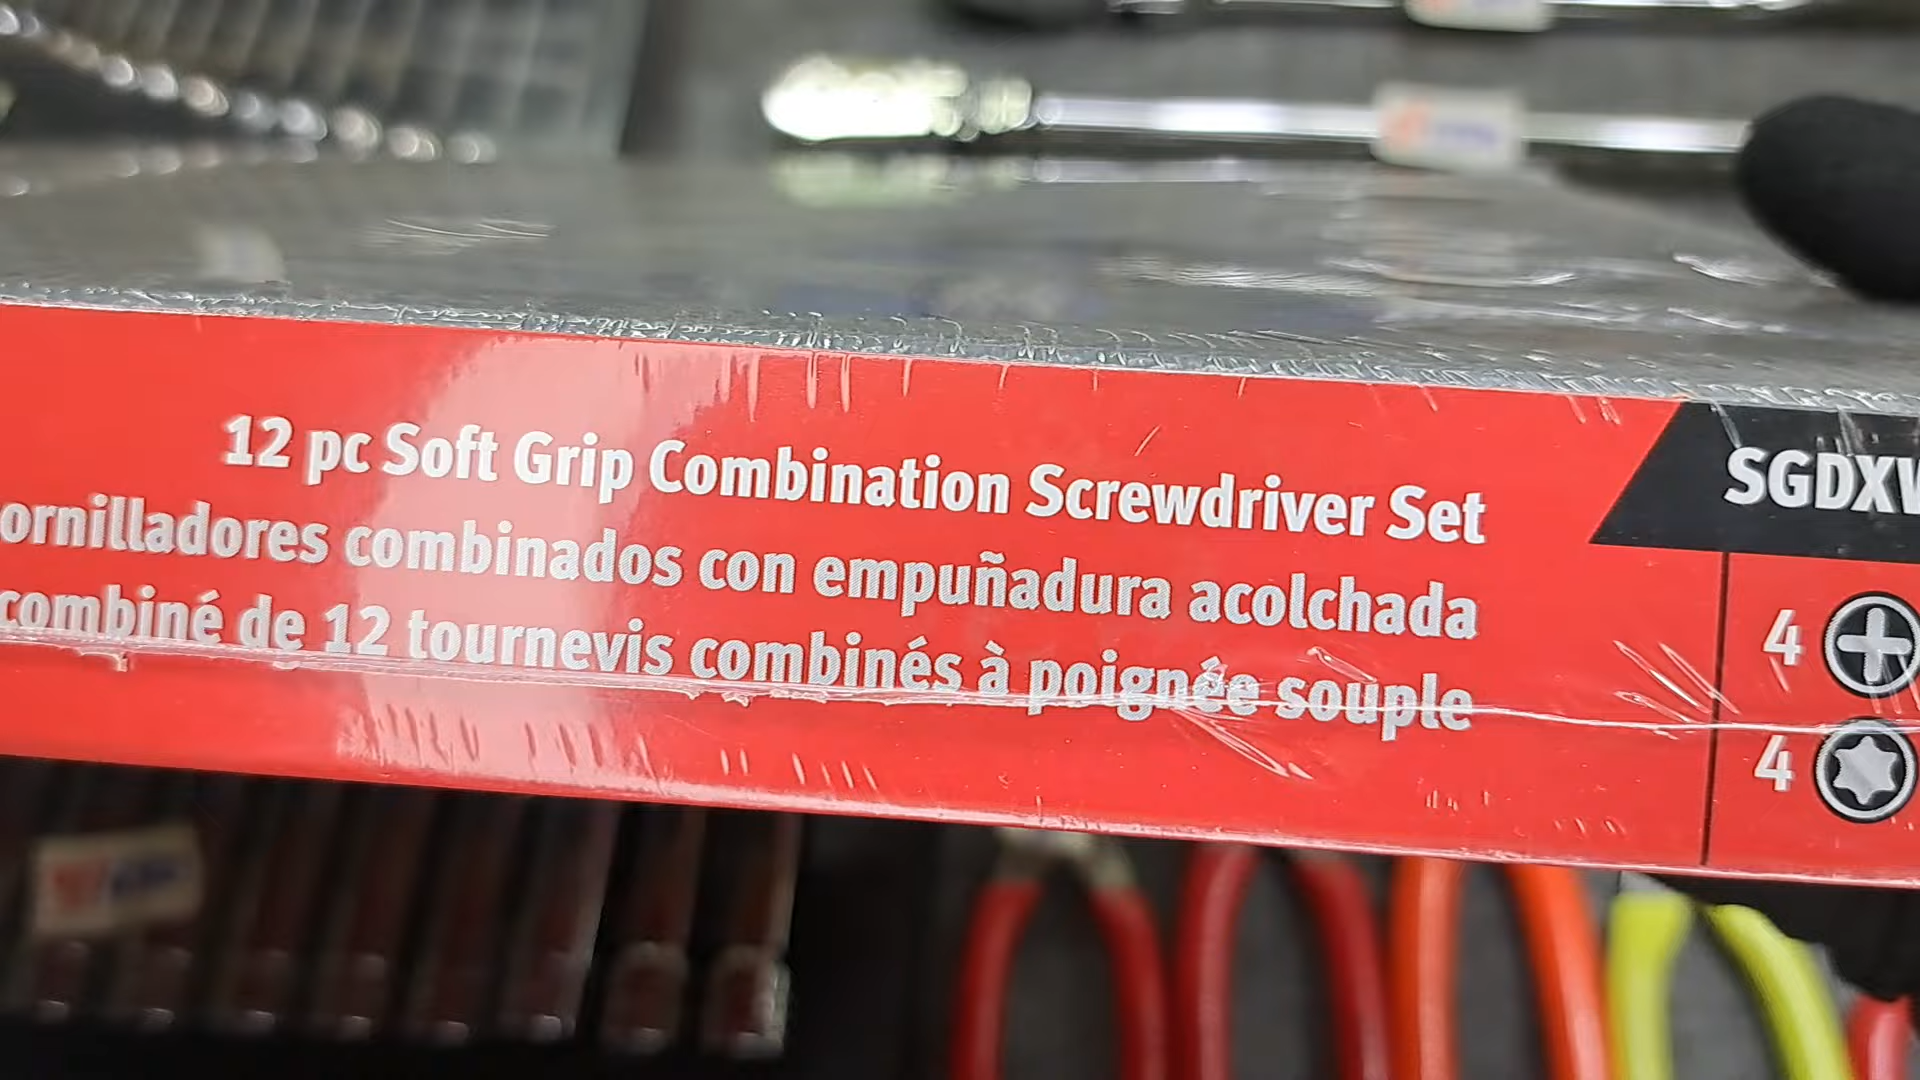 12 pc Soft Grip Combination Screwdriver Set
ornilladores combinados con empuñadura acolchada
combiné de 12 tournevis combinés à poignée souple
SGDXW
4
4